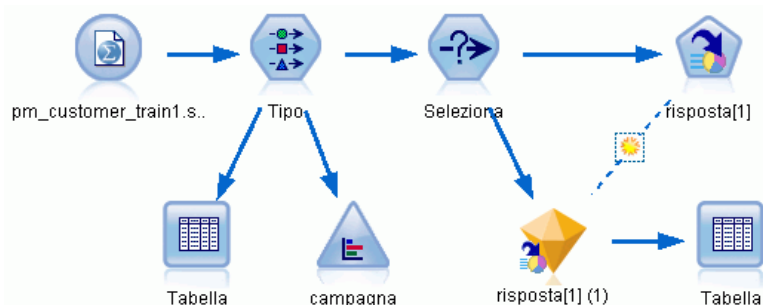 pm_customer_train1.s..
Tipo
Seleziona
risposta[1]
Tabella
campagna
risposta[1] (1)
Tabella